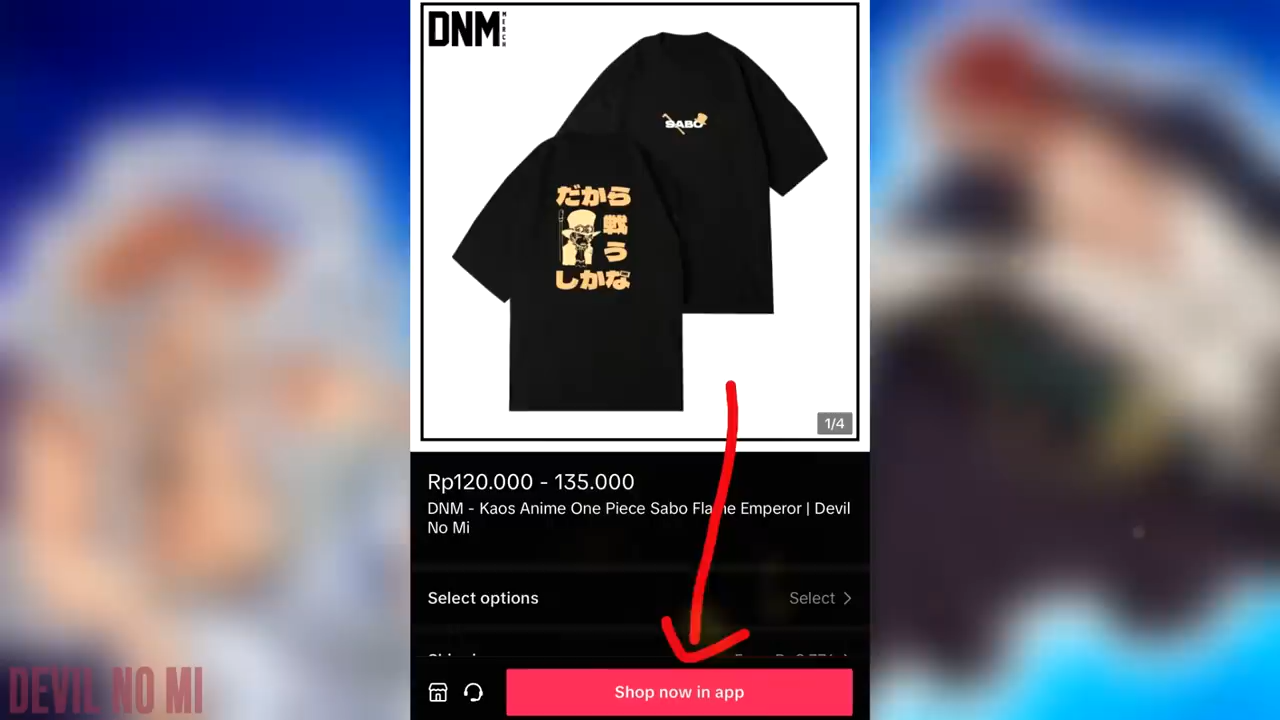 DNM
MERCH
SABO
だから
戦
う
しかな
1/4
Rp120.000 - 135.000
DNM - Kaos Anime One Piece Sabo Flame Emperor | Devil
No Mi
Select options
Select
Shop now in app
DEVIL NO MI